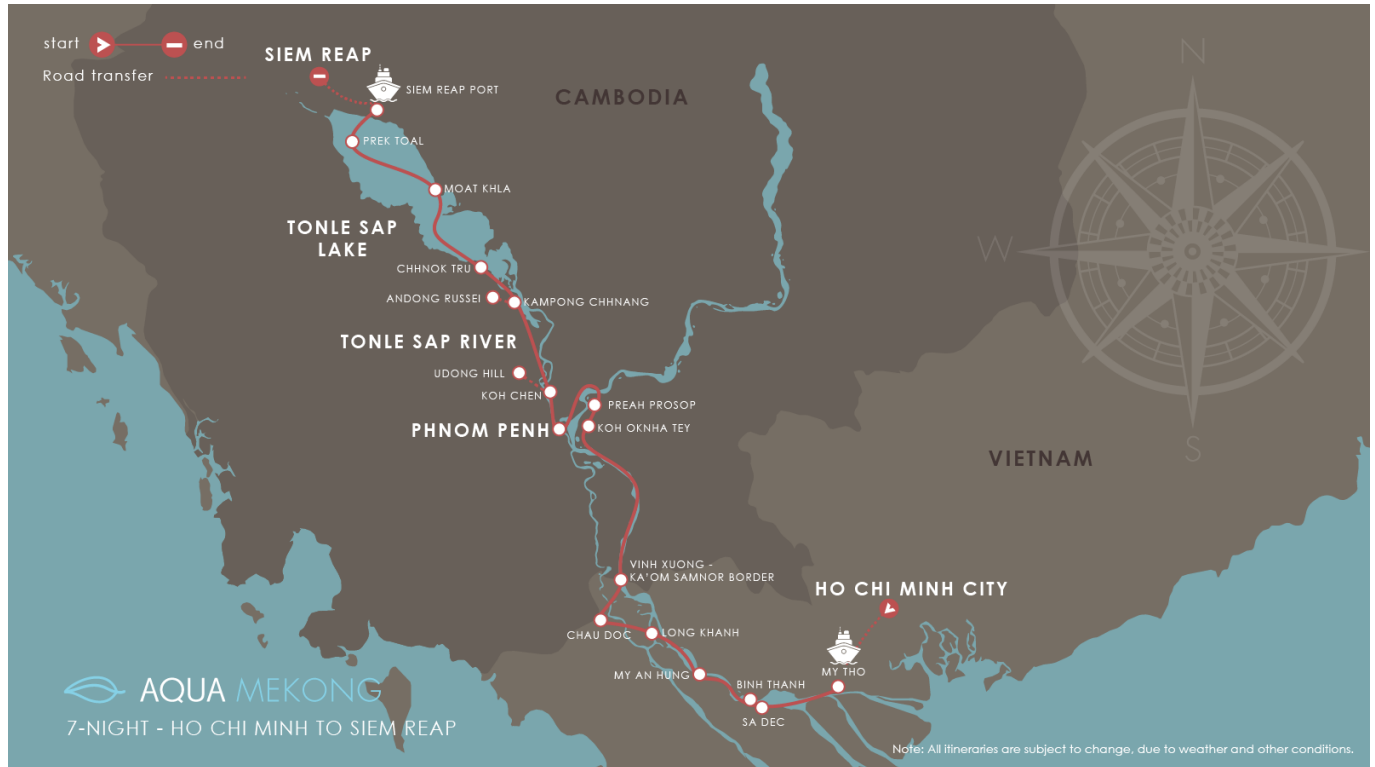 start end
Road transfer
SIEM REAP
SIEM REAP PORT
CAMBODIA
N
PREK TOAL
MOAT KHLA
TONLE SAP
LAKE
W
CHHNOK TRU
ANDONG RUSSEI
KAMPONG CHHNANG
TONLE SAP RIVER
UDONG HILL
KOH CHEN
PREAH PROSOP
PHNOM PENH
KOH OKNHA TEY
S
VIETNAM
VINH XUONG -
KA'OM SAMNOR BORDER
HO CHI MINH CITY
CHAU DOC
LONG KHANH
MY AN HUNG
BINH THANH
MY THO
SA DEC
AQUA MEKONG
7-NIGHT - HO CHI MINH TO SIEM REAP
Note: All itineraries are subject to change, due to weather and other conditions.